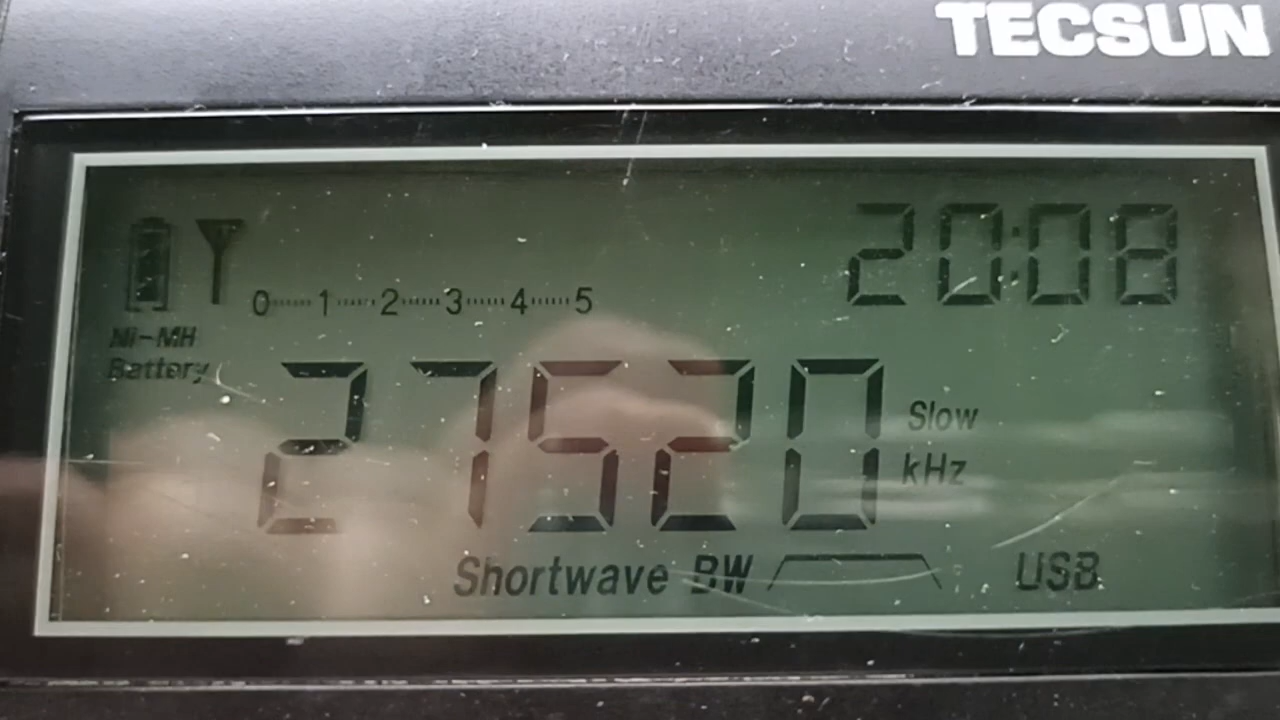 TECSUN
20:08
0 1 2 3 4 5
Ni-MH
Battery
27520
Slow
kHz
Shortwave BW USB